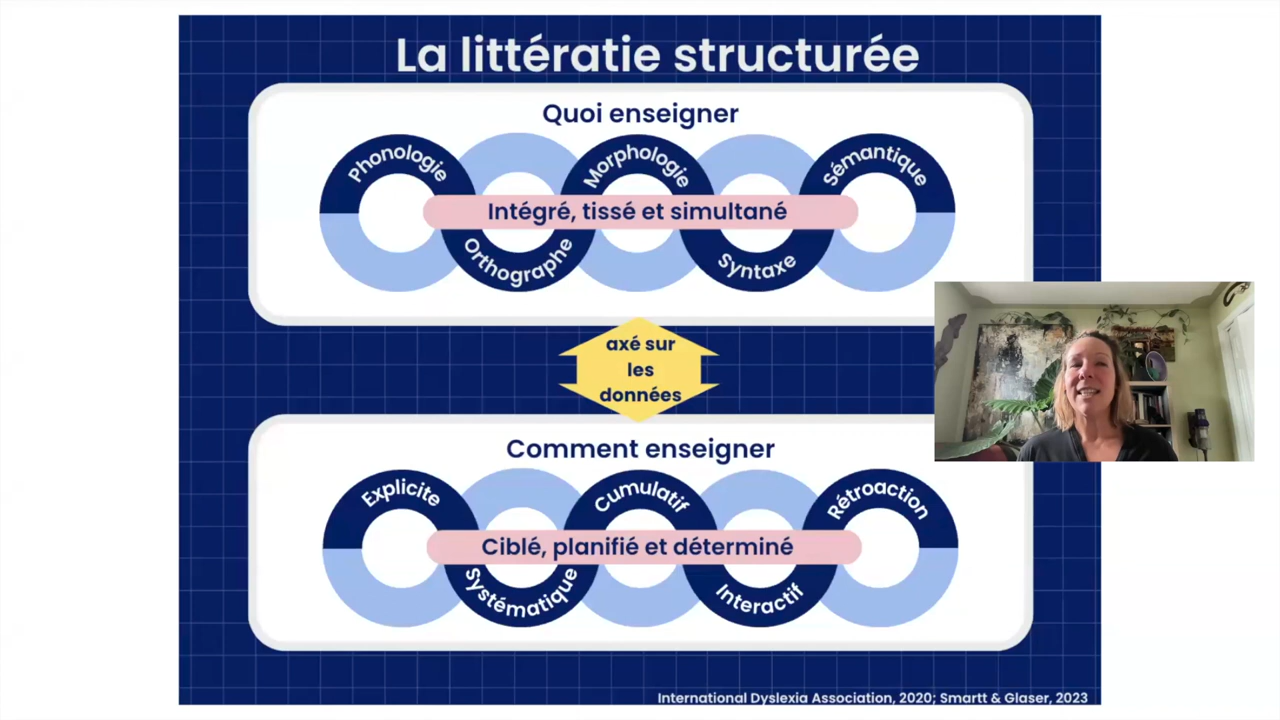 La littératie structurée
Quoi enseigner
Phonologie
Orthographe
Morphologie
Syntaxe
Sémantique
Intégré, tissé et simultané
axé sur
les
données
Comment enseigner
Explicite
Systématique
Cumulatif
Interactif
Rétroaction
Ciblé, planifié et déterminé
International Dyslexia Association, 2020; Smartt & Glaser, 2023